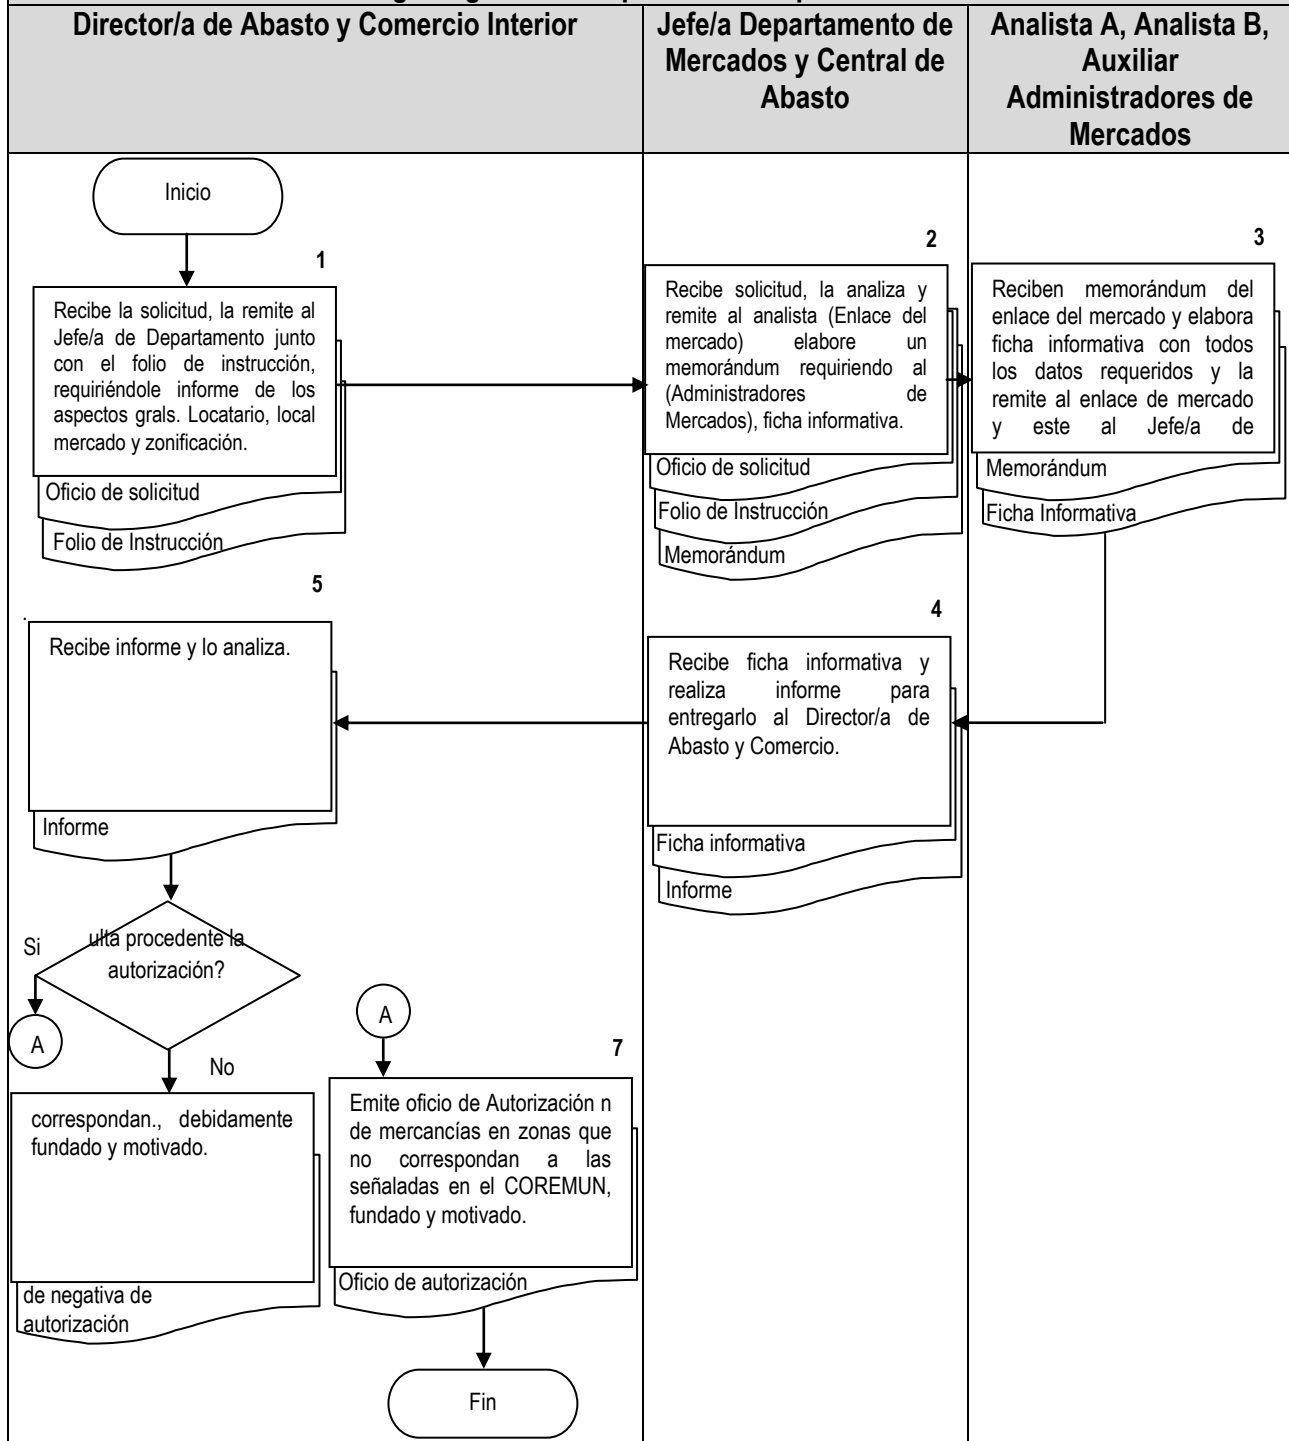 Director/a de Abasto y Comercio Interior
Jefe/a Departamento de
Mercados y Central de
Abasto
Analista A, Analista B,
Auxiliar
Administradores de
Mercados
Inicio
1
Recibe la solicitud, la remite al
Jefe/a de Departamento junto
con el folio de instrucción,
requiriéndole informe de los
aspectos grals. Locatario, local
mercado y zonificación.
Oficio de solicitud
Folio de Instrucción
2
Recibe solicitud, la analiza y
remite al analista (Enlace del
mercado) elabore un
memorándum requiriendo al
(Administradores de
Mercados), ficha informativa.
Oficio de solicitud
Folio de Instrucción
Memorándum
3
Reciben memorándum del
enlace del mercado y elabora
ficha informativa con todos
los datos requeridos y la
remite al enlace de mercado
y este al Jefe/a de
Memorándum
Ficha Informativa
4
Recibe ficha informativa y
realiza informe para
entregarlo al Director/a de
Abasto y Comercio.
Ficha informativa
Informe
5
.
Recibe informe y lo analiza.
Informe
ulta procedente la
autorización?
Si
A
No
correspondan., debidamente
fundado y motivado.
de negativa de
autorización
A
7
Emite oficio de Autorización n
de mercancías en zonas que
no correspondan a las
señaladas en el COREMUN,
fundado y motivado.
Oficio de autorización
Fin